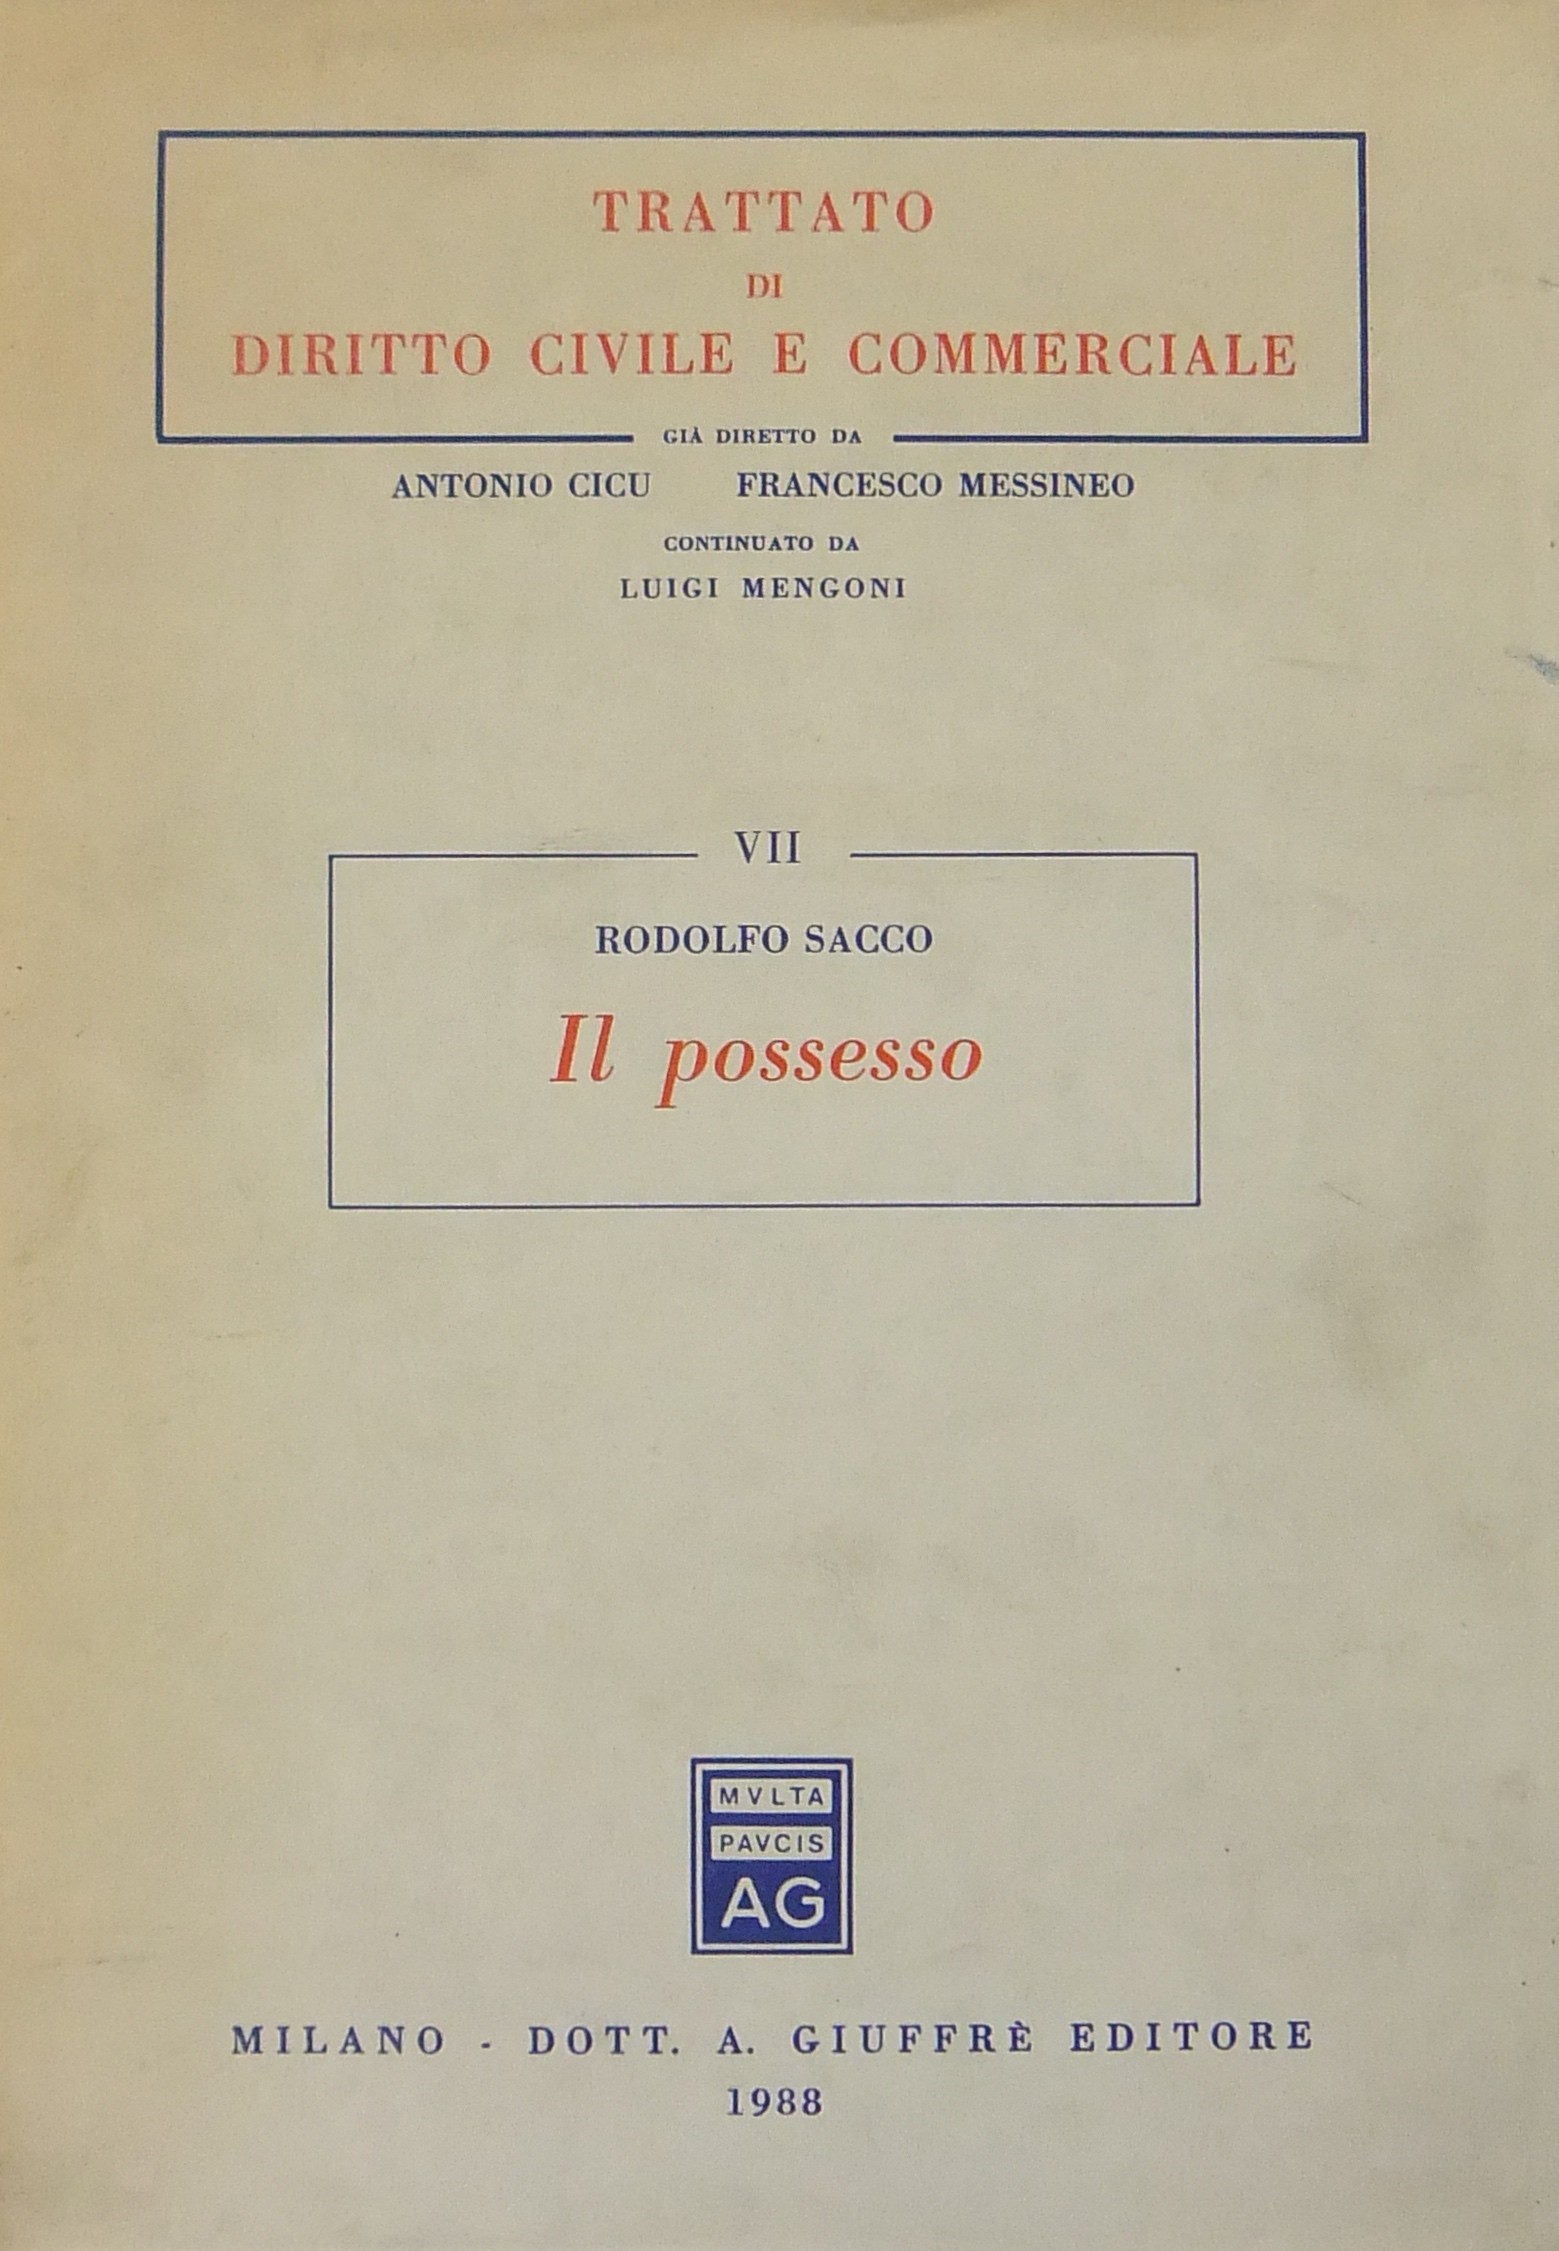 TRATTATO
DI
DIRITTO CIVILE E COMMERCIALE
GIÀ DIRETTO DA
ANTONIO CICU FRANCESCO MESSINEO
CONTINUATO DA
LUIGI MENGONI
VII
RODOLFO SACCO
Il possesso
MVLTA
PAVCIS
AG
MILANO - DOTT. A. GIUFFRÈ EDITORE
1988